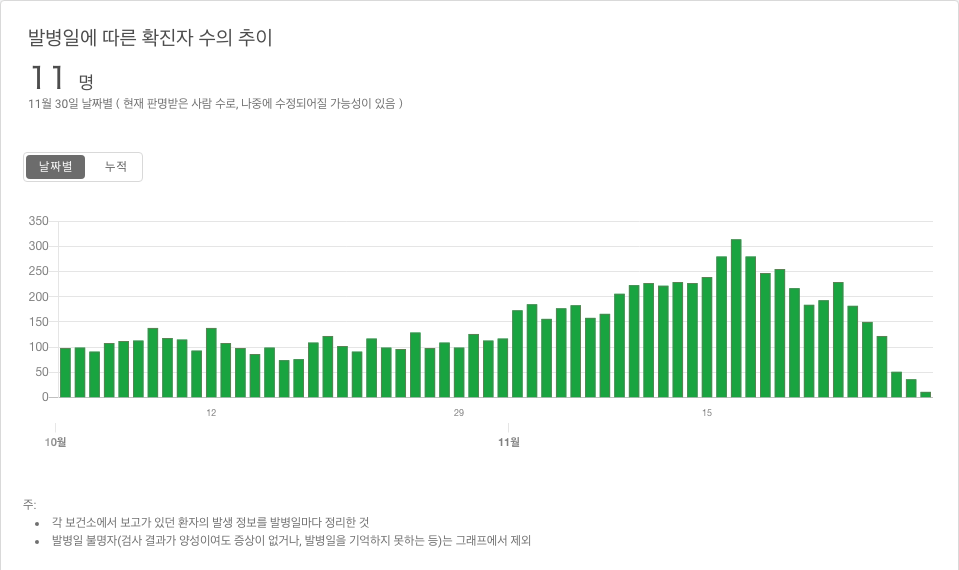 발병일에 따른 확진자 수의 추이
11 명
11월 30일 날짜별 ( 현재 판명받은 사람 수로, 나중에 수정되어질 가능성이 있음 )
날짜별 누적
350
300
250
200
150
100
50
0
12 29 15
10월 11월
주:
• 각 보건소에서 보고가 있던 환자의 발생 정보를 발병일마다 정리한 것
• 발병일 불명자(검사 결과가 양성이여도 증상이 없거나, 발병일을 기억하지 못하는 등)는 그래프에서 제외